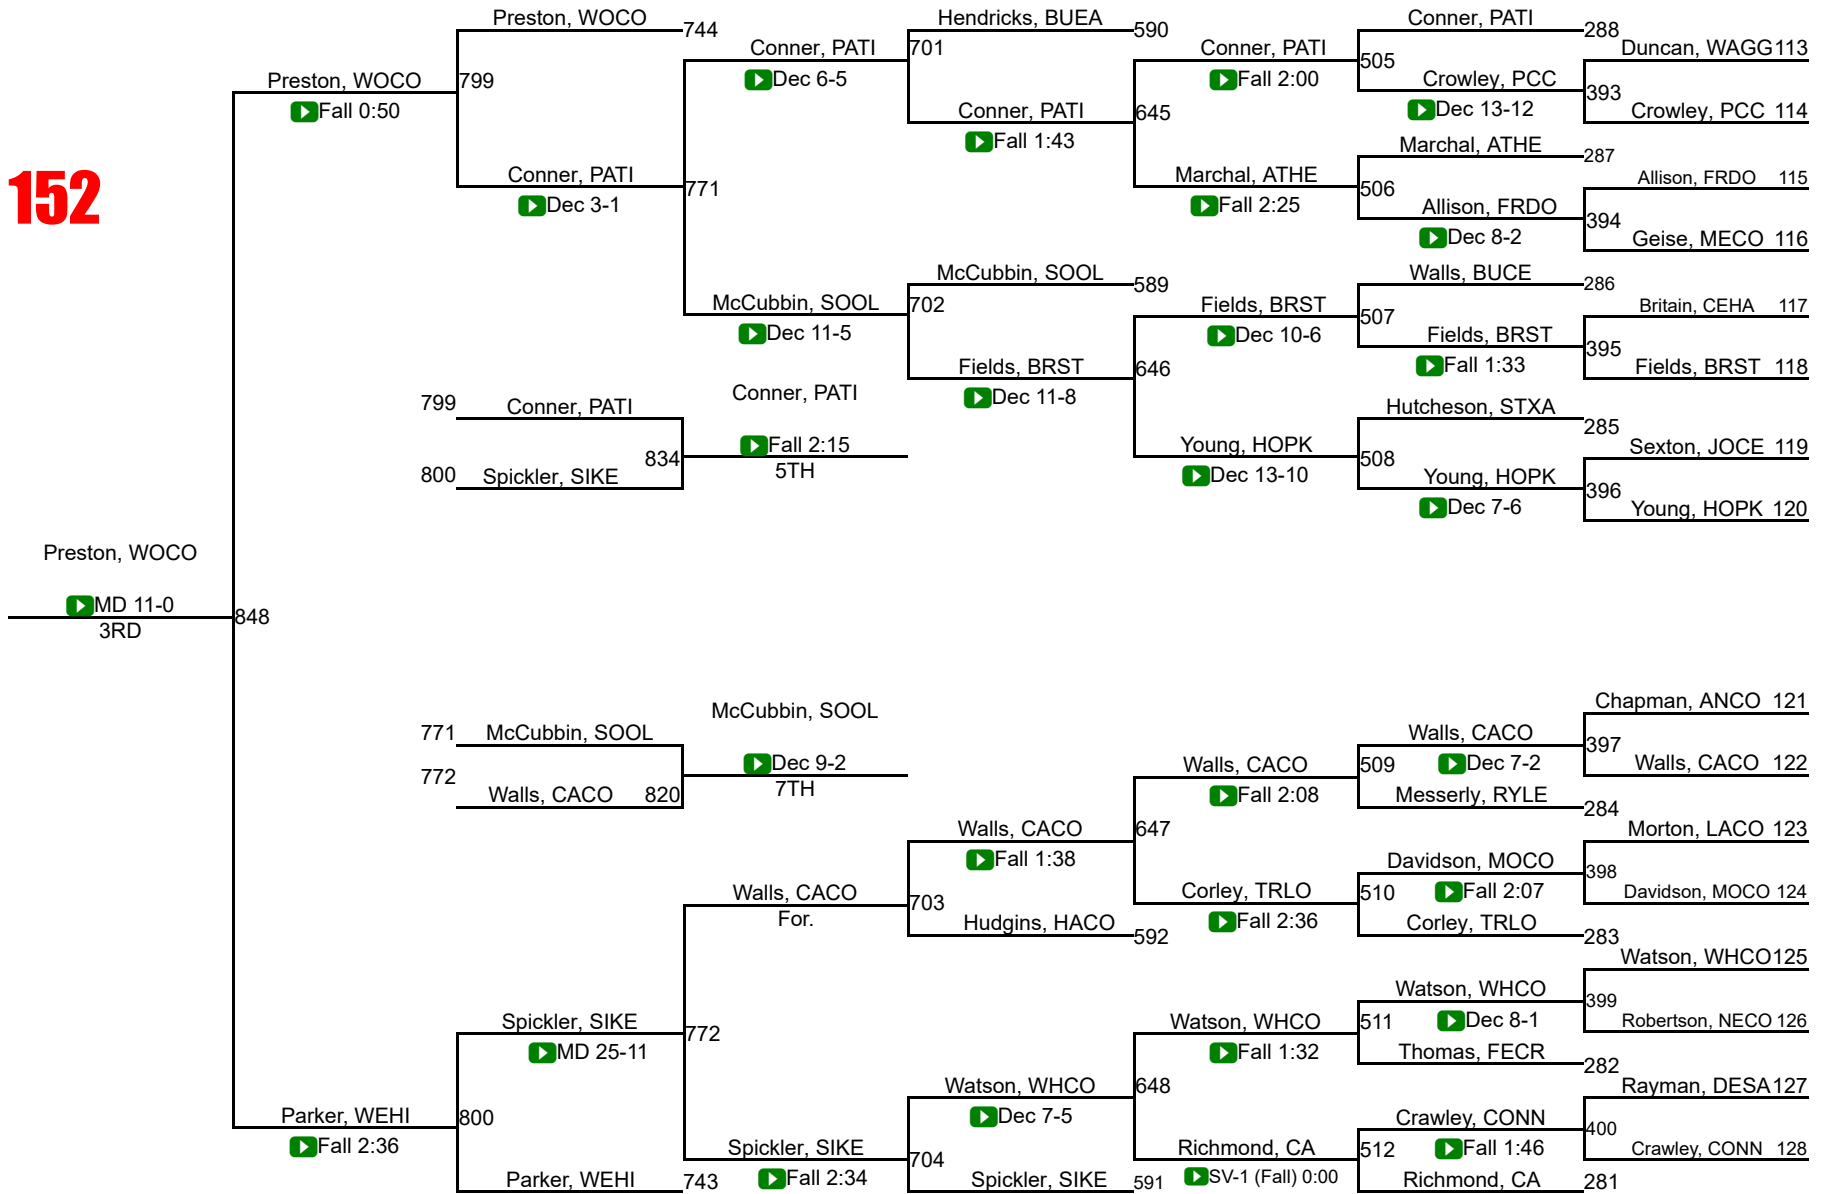 Preston, WOCO
744
Hendricks, BUEA
590
Conner, PATI
288
Conner, PATI
701
Conner, PATI
Duncan, WAGG 113
Preston, WOCO
799
Dec 6-5
Fall 2:00
505
Crowley, PCC
393
Fall 0:50
Conner, PATI
645
Dec 13-12
Crowley, PCC 114
Fall 1:43
Marchal, ATHE
287
152
Conner, PATI
771
Marchal, ATHE
506
Allison, FRDO 115
Dec 3-1
Fall 2:25
Allison, FRDO
394
Dec 8-2
Geise, MECO 116
McCubbin, SOOL
589
Walls, BUCE
286
McCubbin, SOOL
702
Fields, BRST
507
Britain, CEHA 117
Dec 11-5
Dec 10-6
Fields, BRST
395
Fields, BRST
646
Fall 1:33
Fields, BRST 118
Conner, PATI
Dec 11-8
799
Conner, PATI
Hutcheson, STXA
285
Fall 2:15
Young, HOPK
508
Sexton, JOCE 119
834
5TH
Dec 13-10
Young, HOPK
396
800
Spickler, SIKE
Dec 7-6
Young, HOPK 120
Preston, WOCO
MD 11-0
848
3RD
Chapman, ANCO 121
McCubbin, SOOL
771
McCubbin, SOOL
Walls, CACO
397
Dec 9-2
Walls, CACO
509
Dec 7-2
Walls, CACO 122
772
7TH
Walls, CACO
820
Fall 2:08
Messerly, RYLE
284
Walls, CACO
647
Morton, LACO 123
Fall 1:38
Davidson, MOCO
398
Walls, CACO
703
Corley, TRLO
510
Fall 2:07
Davidson, MOCO 124
For.
Hudgins, HACO
592
Fall 2:36
Corley, TRLO
283
Watson, WHCO 125
Watson, WHCO
399
Spickler, SIKE
772
Watson, WHCO
511
Dec 8-1
Robertson, NECO 126
MD 25-11
Fall 1:32
Thomas, FECR
282
Watson, WHCO
648
Rayman, DESA 127
Parker, WEHI
800
Dec 7-5
Crawley, CONN
400
Fall 2:36
Spickler, SIKE
704
Richmond, CA
512
Fall 1:46
Crawley, CONN 128
Parker, WEHI
743
Fall 2:34
Spickler, SIKE
591
SV-1 (Fall) 0:00
Richmond, CA
281